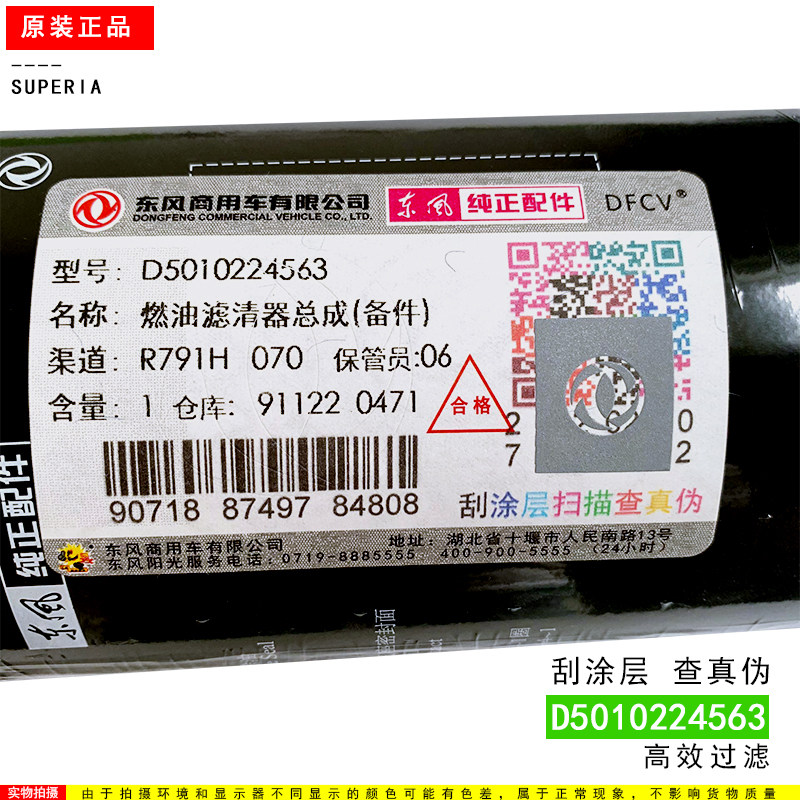 原装正品
SUPERIA
东风商用车有限公司
DONGFENG COMMERCIAL VEHICLE CO., LTD.
东风 纯正配件 DFCV®
型号: D5010224563
名称: 燃油滤清器总成(备件)
渠道: R791H 070 保管员:06
含量: 1 仓库: 91122 0471
合格
2 0
7 2
90718 87497 84808
刮涂层扫描查真伪
东风商用车有限公司 地址: 湖北省十堰市人民南路13号
东风阳光服务电话: 0719-8885555 400-900-5555 (24小时)
东风 纯正配件
密封面
圈
刮涂层 查真伪
D5010224563
高效过滤
实物拍摄 由于拍摄环境和显示器不同显示的颜色可能有色差,属于正常现象,不影响货物质量